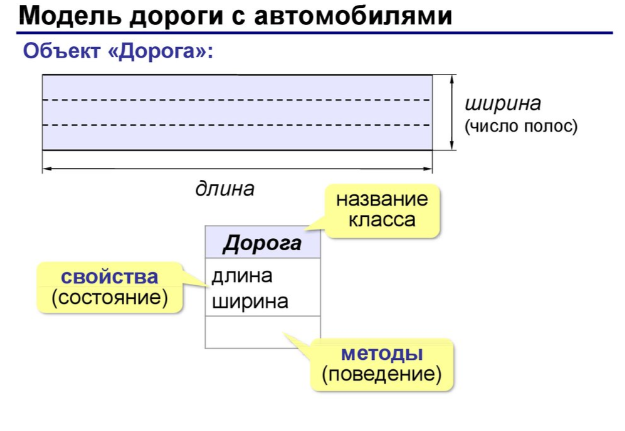 Модель дороги с автомобилями
Объект «Дорога»:
ширина
(число полос)
длина
название
класса
Дорога
свойства
(состояние)
длина
ширина
методы
(поведение)